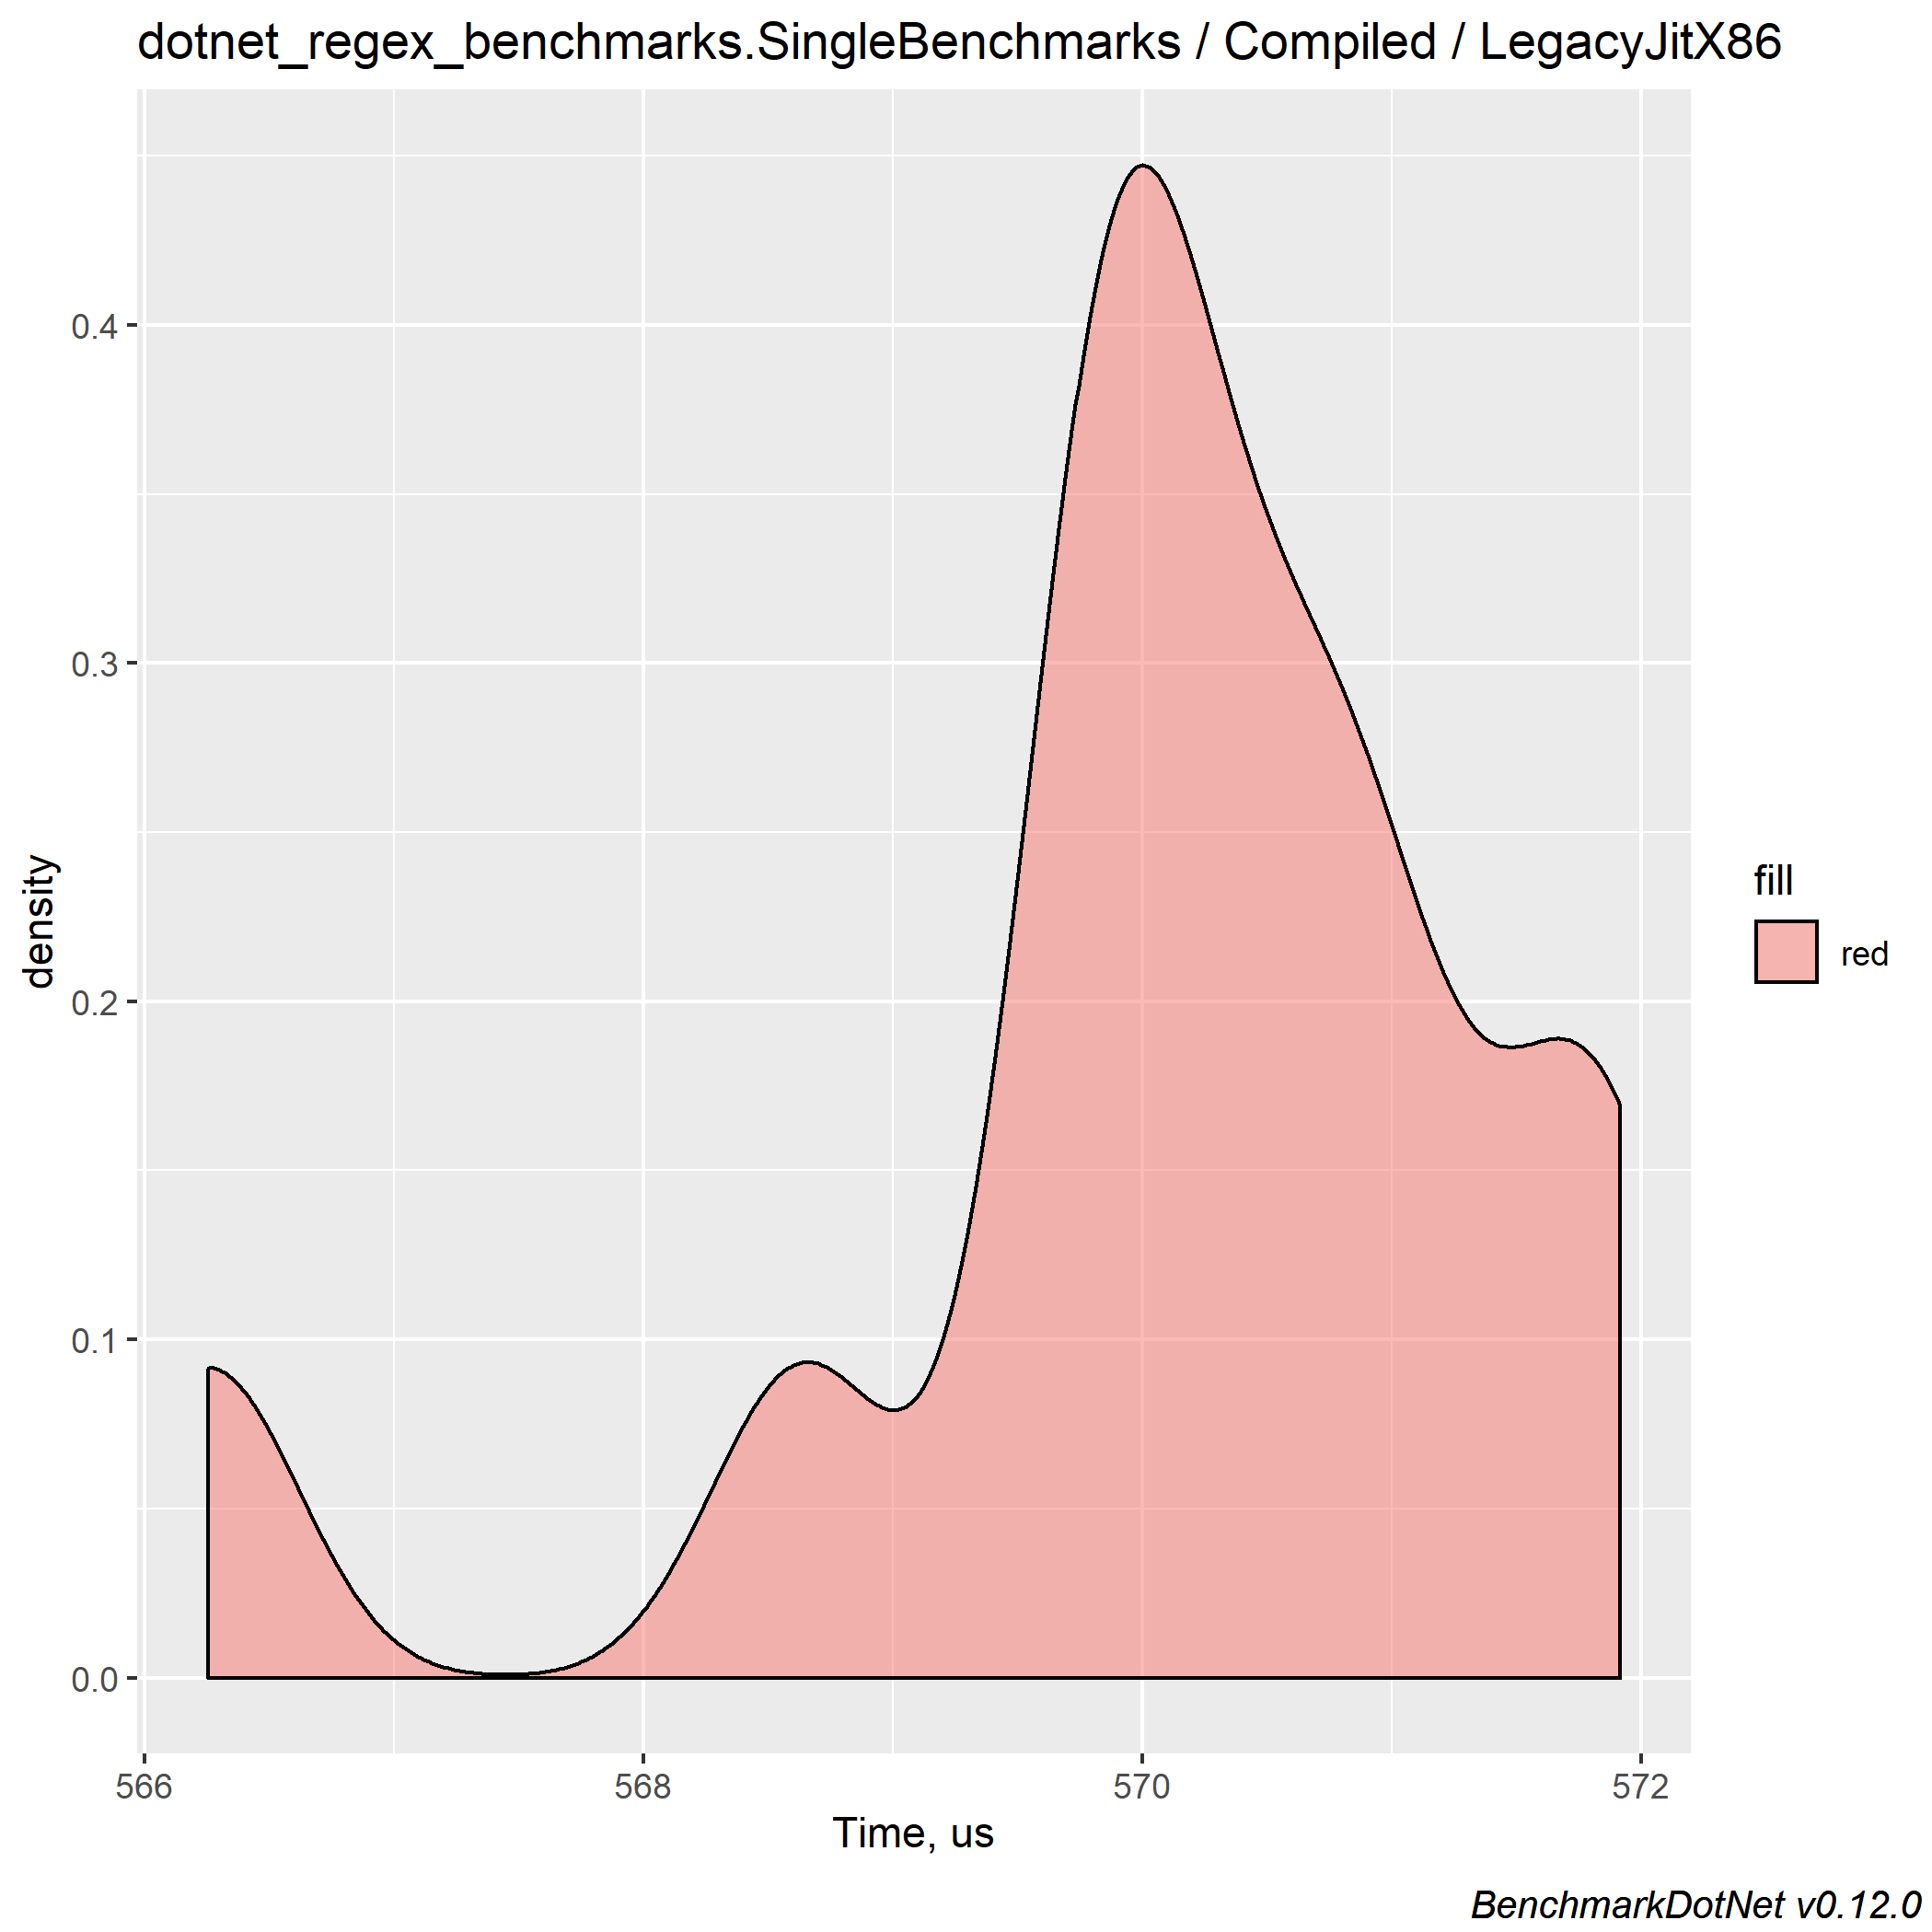 dotnet_regex_benchmarks.SingleBenchmarks / Compiled / LegacyJitX86
0.4
0.3
0.2
0.1
0.0
density
566
568
570
572
Time, us
fill
red
BenchmarkDotNet v0.12.0